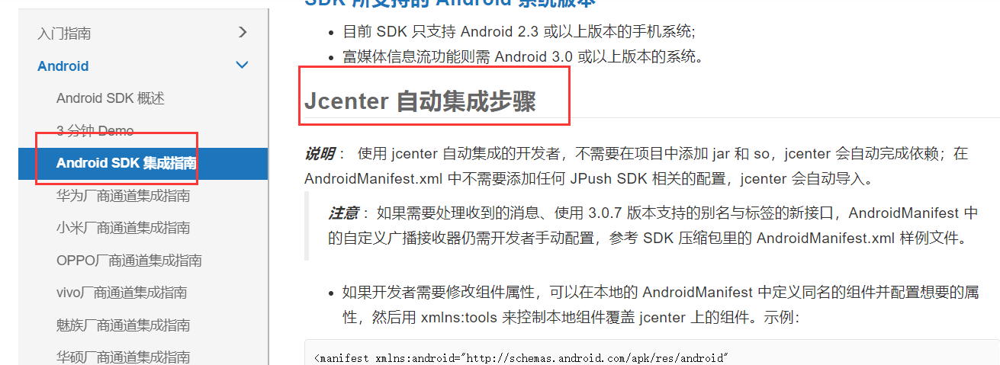 入门指南
Android
Android SDK 概述
3 分钟 Demo
Android SDK 集成指南
华为厂商通道集成指南
小米厂商通道集成指南
OPPO厂商通道集成指南
vivo厂商通道集成指南
魅族厂商通道集成指南
华硕厂商通道集成指南
SDK 所支持的 Android 系统版本
目前 SDK 只支持 Android 2.3 或以上版本的手机系统;
富媒体信息流功能则需 Android 3.0 或以上版本的系统。
Jcenter 自动集成步骤
说明 ： 使用 jcenter 自动集成的开发者，不需要在项目中添加 jar 和 so，jcenter 会自动完成依赖；在
AndroidManifest.xml 中不需要添加任何 JPush SDK 相关的配置，jcenter 会自动导入。
注意 ：如果需要处理收到的消息、使用 3.0.7 版本支持的别名与标签的新接口，AndroidManifest 中
的自定义广播接收器仍需开发者手动配置，参考 SDK 压缩包里的 AndroidManifest.xml 样例文件。
如果开发者需要修改组件属性，可以在本地的 AndroidManifest 中定义同名的组件并配置想要的属
性，然后用 xmlns:tools 来控制本地组件覆盖 jcenter 上的组件。示例：
<manifest xmlns:android="http://schemas.android.com/apk/res/android"